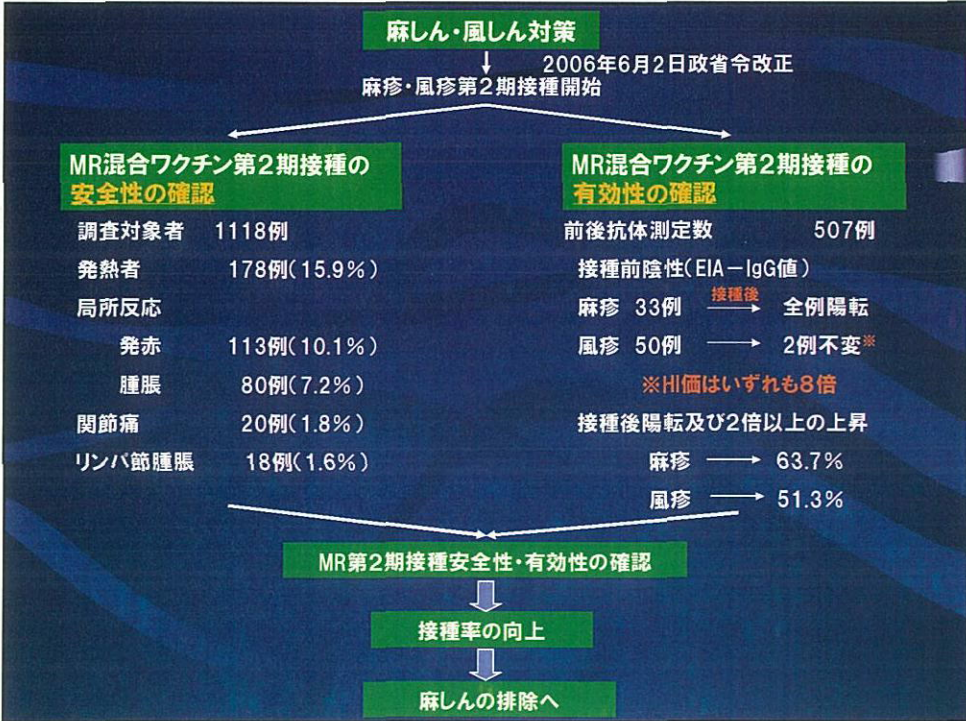 麻しん・風しん対策
2006年6月2日政省令改正
麻疹・風疹第2期接種開始
MR混合ワクチン第2期接種の
安全性の確認
調査対象者 1118例
発熱者 178例(15.9%)
局所反応
発赤 113例(10.1%)
腫脹 80例(7.2%)
関節痛 20例(1.8%)
リンパ節腫脹 18例(1.6%)
MR混合ワクチン第2期接種の
有効性の確認
前後抗体測定数 507例
接種前陰性(EIA−IgG値)
麻疹 33例 接種後 全例陽転
風疹 50例 2例不変※
※HI価はいずれも8倍
接種後陽転及び2倍以上の上昇
麻疹 63.7%
風疹 51.3%
MR第2期接種安全性・有効性の確認
接種率の向上
麻しんの排除へ